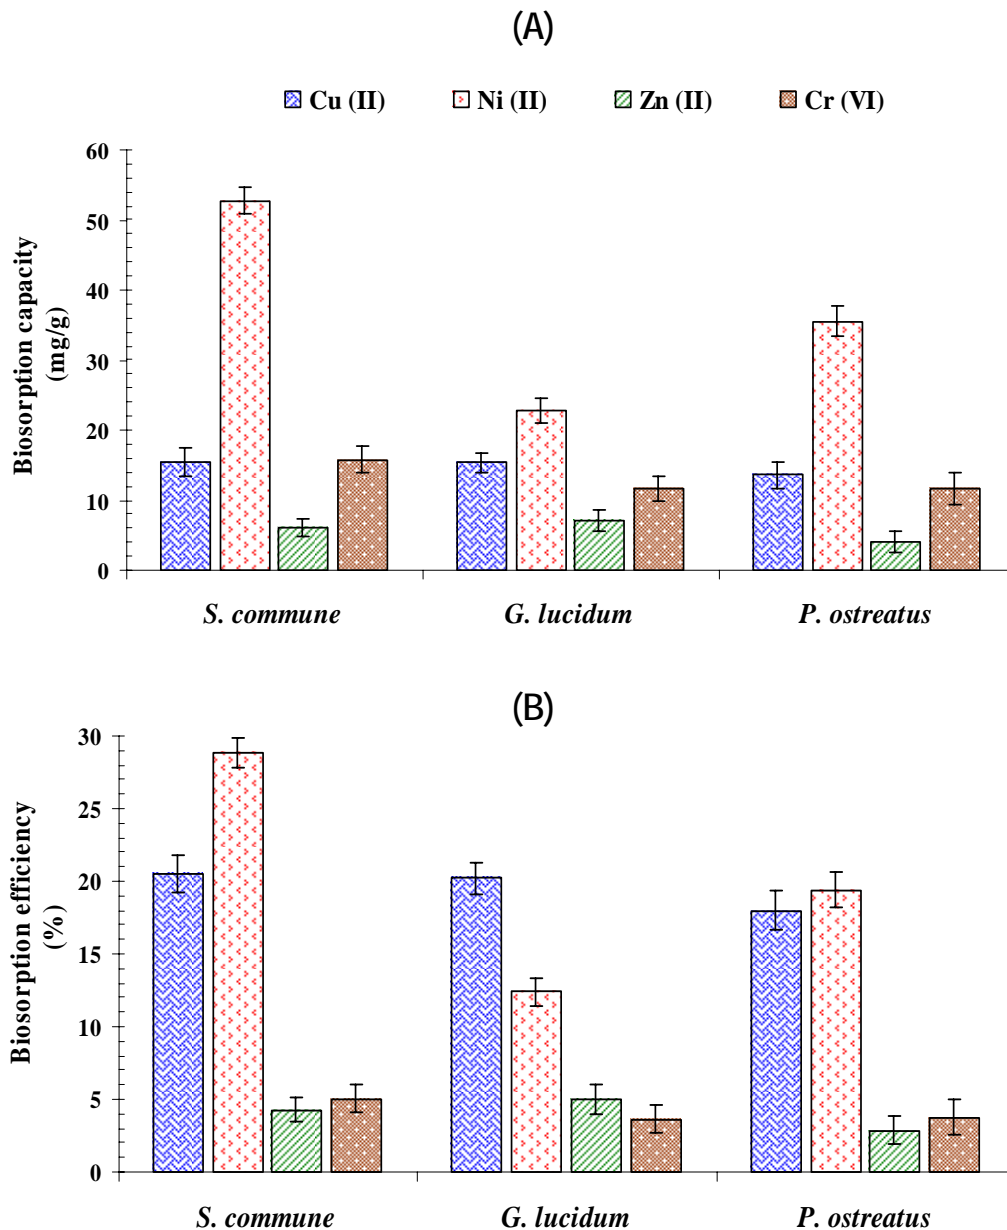 (A)
Cu (II) Ni (II) Zn (II) Cr (VI)
Biosorption capacity
(mg/g)
60
50
40
30
20
10
0
S. commune G. lucidum P. ostreatus
(B)
Biosorption efficiency
(%)
30
25
20
15
10
5
0
S. commune G. lucidum P. ostreatus